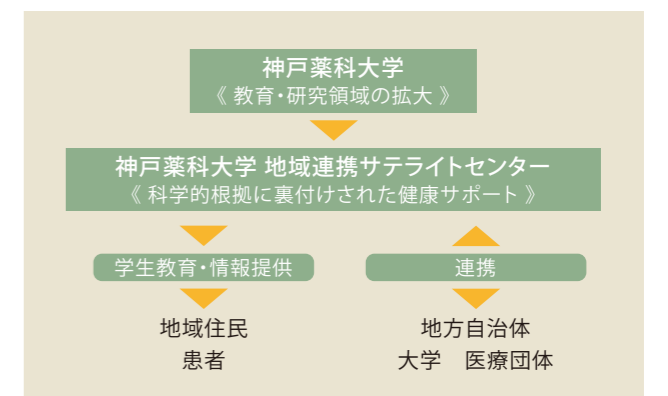 神戸薬科大学
《 教育・研究領域の拡大 》
神戸薬科大学 地域連携サテライトセンター
《 科学的根拠に裏付けされた健康サポート 》
学生教育・情報提供
連携
地域住民
患者
地方自治体
大学　医療団体